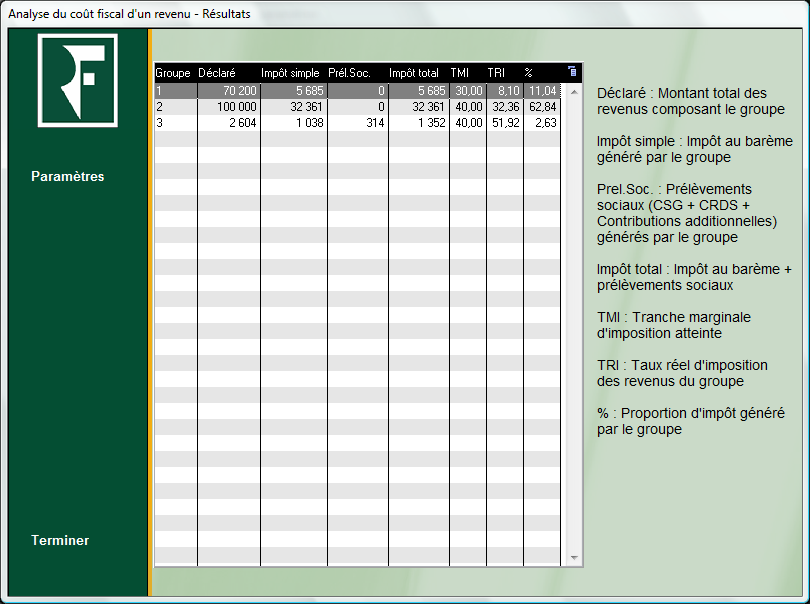 Analyse du coût fiscal d'un revenu - Résultats
Paramètres
Terminer
Groupe Déclaré Impôt simple Prél.Soc. Impôt total TMI TRI %
1 70 200 5 685 0 5 685 30,00 8,10 11,04
2 100 000 32 361 0 32 361 40,00 32,36 62,84
3 2 604 1 038 314 1 352 40,00 51,92 2,63
Déclaré : Montant total des
revenus composant le groupe
Impôt simple : Impôt au barème
généré par le groupe
Prel.Soc. : Prélèvements
sociaux (CSG + CRDS +
Contributions additionnelles)
générés par le groupe
Impôt total : Impôt au barème +
prélèvements sociaux
TMI : Tranche marginale
d'imposition atteinte
TRI : Taux réel d'imposition
des revenus du groupe
% : Proportion d'impôt généré
par le groupe